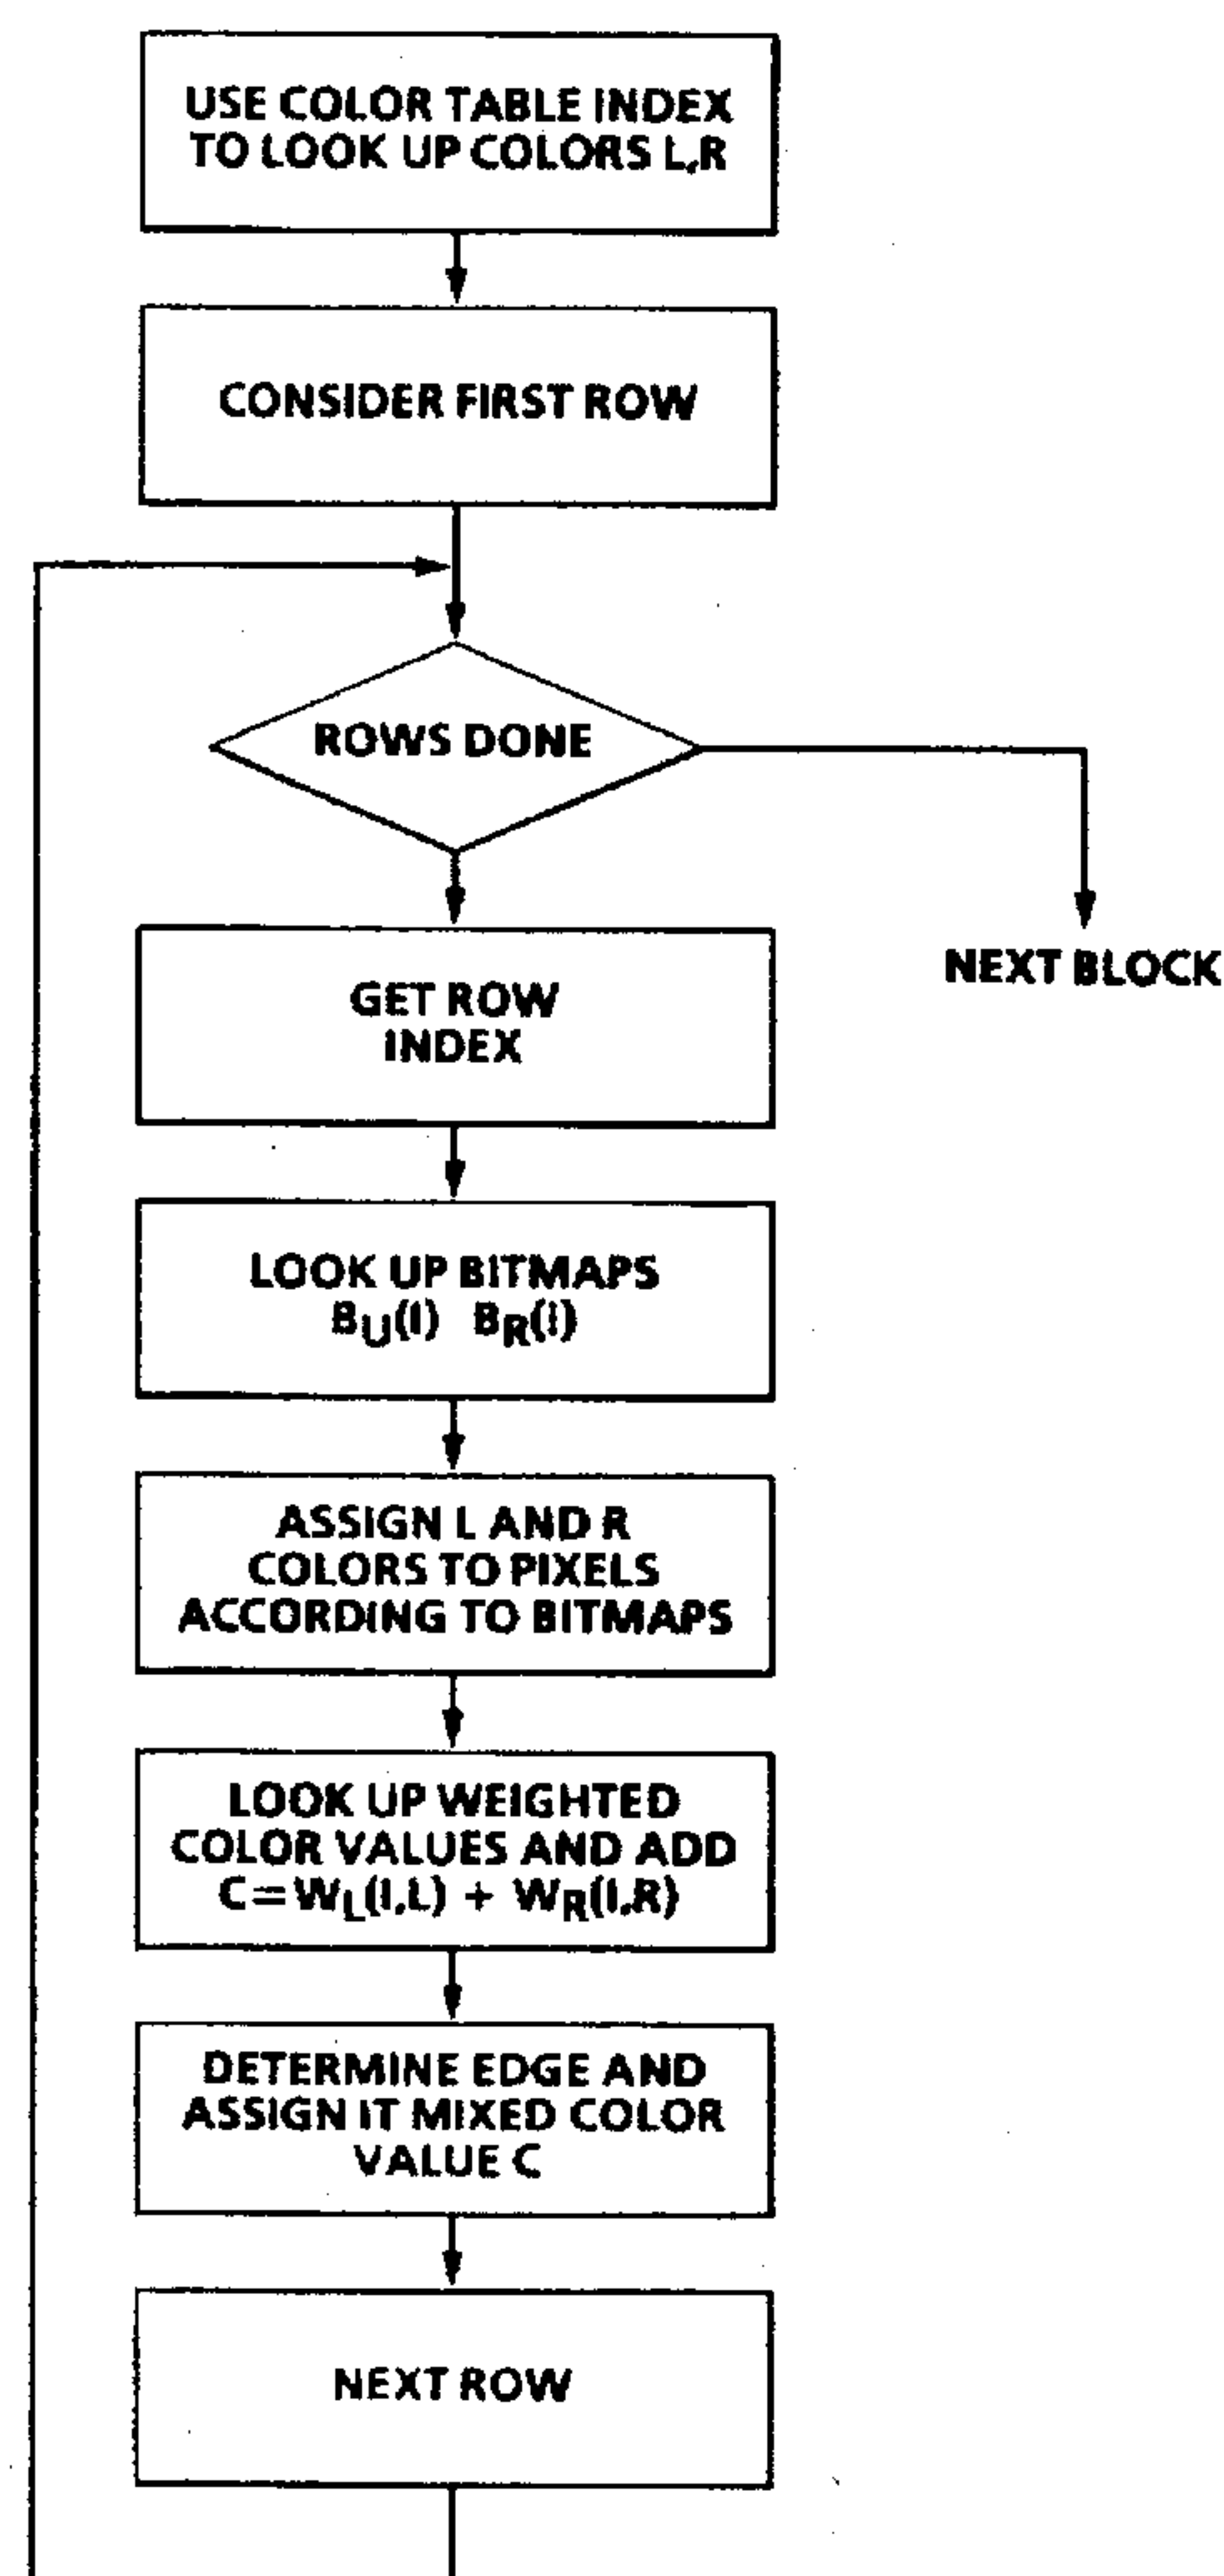 USE COLOR TABLE INDEX
TO LOOK UP COLORS L,R
CONSIDER FIRST ROW
ROWS DONE
NEXT BLOCK
GET ROW
INDEX
LOOK UP BITMAPS
BU(I) BR(I)
ASSIGN L AND R
COLORS TO PIXELS
ACCORDING TO BITMAPS
LOOK UP WEIGHTED
COLOR VALUES AND ADD
C=WL(I,L) + WR(I,R)
DETERMINE EDGE AND
ASSIGN IT MIXED COLOR
VALUE C
NEXT ROW